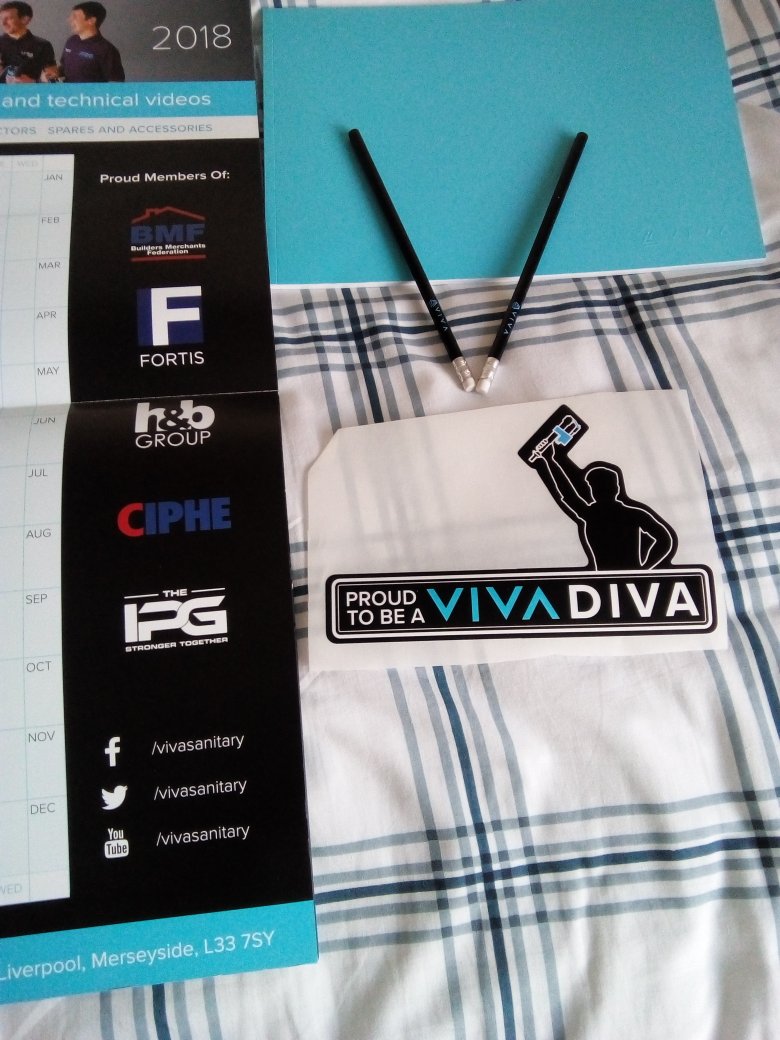 2018
and technical videos
CTORS SPARES AND ACCESSORIES
WED
JAN
FEB
MAR
APR
MAY
JUN
JUL
AUG
SEP
OCT
NOV
DEC
WED
Proud Members Of:
BMF
Builders Merchants
Federation
F
FORTIS
h&b
GROUP
CIPHE
THE
IPG
STRONGER TOGETHER
/vivasanitary
/vivasanitary
You
Tube
/vivasanitary
Liverpool, Merseyside, L33 7SY
VIVA
VIVA
PROUD
TO BE A
VIVA DIVA